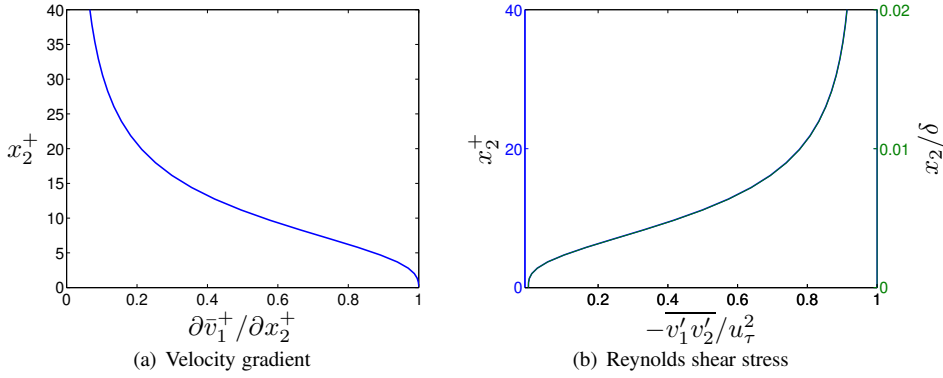 40
35
30
25
20
15
10
5
0
x₂⁺
0 0.2 0.4 0.6 0.8 1
∂v̄₁⁺/∂x₂⁺
(a) Velocity gradient
40
20
0
x₂⁺
0.02
0.01
0
x₂/δ
0.2 0.4 0.6 0.8 1
−\overline{v₁′v₂′}/u_τ²
(b) Reynolds shear stress